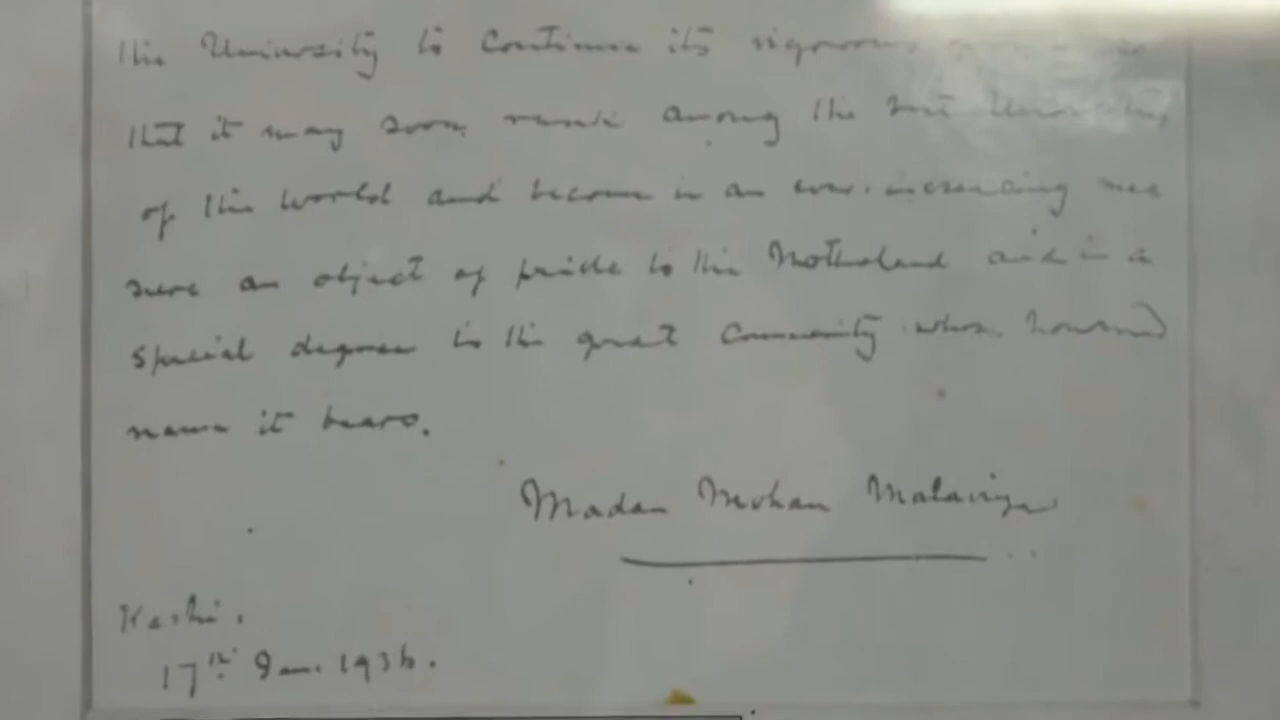 the University to continue its vigorous
that it may soon rank among the
of the world and become in an ever-increasing mea
sure an object of pride to the Motherland and in a
special degree to the great Community whose honoured
name it bears.
Madan Mohan Malaviya
Kashi.
17th Jan. 1936.